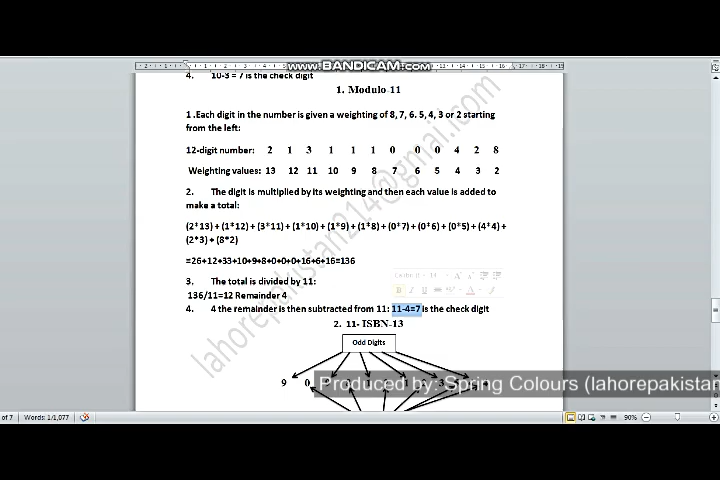 www.BANDICAM.com
4. 10-3 = 7 is the check digit
1. Modulo-11
1.Each digit in the number is given a weighting of 8, 7, 6. 5, 4, 3 or 2 starting
from the left:
12-digit number: 2 1 3 1 1 1 0 0 0 4 2 8
Weighting values: 13 12 11 10 9 8 7 6 5 4 3 2
2. The digit is multiplied by its weighting and then each value is added to
make a total:
(2*13) + (1*12) + (3*11) + (1*10) + (1*9) + (1*8) + (0*7) + (0*6) + (0*5) + (4*4) +
(2*3) + (8*2)
=26+12+33+10+9+8+0+0+0+16+6+16=136
3. The total is divided by 11:
136/11=12 Remainder 4
4. 4 the remainder is then subtracted from 11: 11-4=7 is the check digit
2. 11- ISBN-13
Odd Digits
9 0
Produced by: Spring Colours (lahorepakistan
lahorepakistan214@gmail.com
of 7 Words: 1/1,077 90%